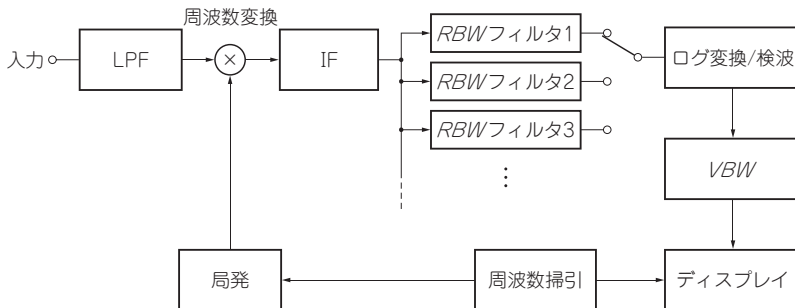 周波数変換
入力
LPF
×
IF
RBWフィルタ1
RBWフィルタ2
RBWフィルタ3
⋮
ログ変換/検波
VBW
局発
周波数掃引
ディスプレイ